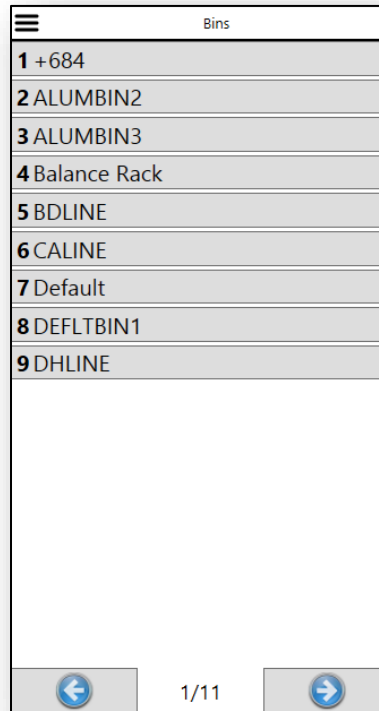 Bins
1 +684
2 ALUMBIN2
3 ALUMBIN3
4 Balance Rack
5 BDLINE
6 CALINE
7 Default
8 DEFLTBIN1
9 DHLINE
1/11